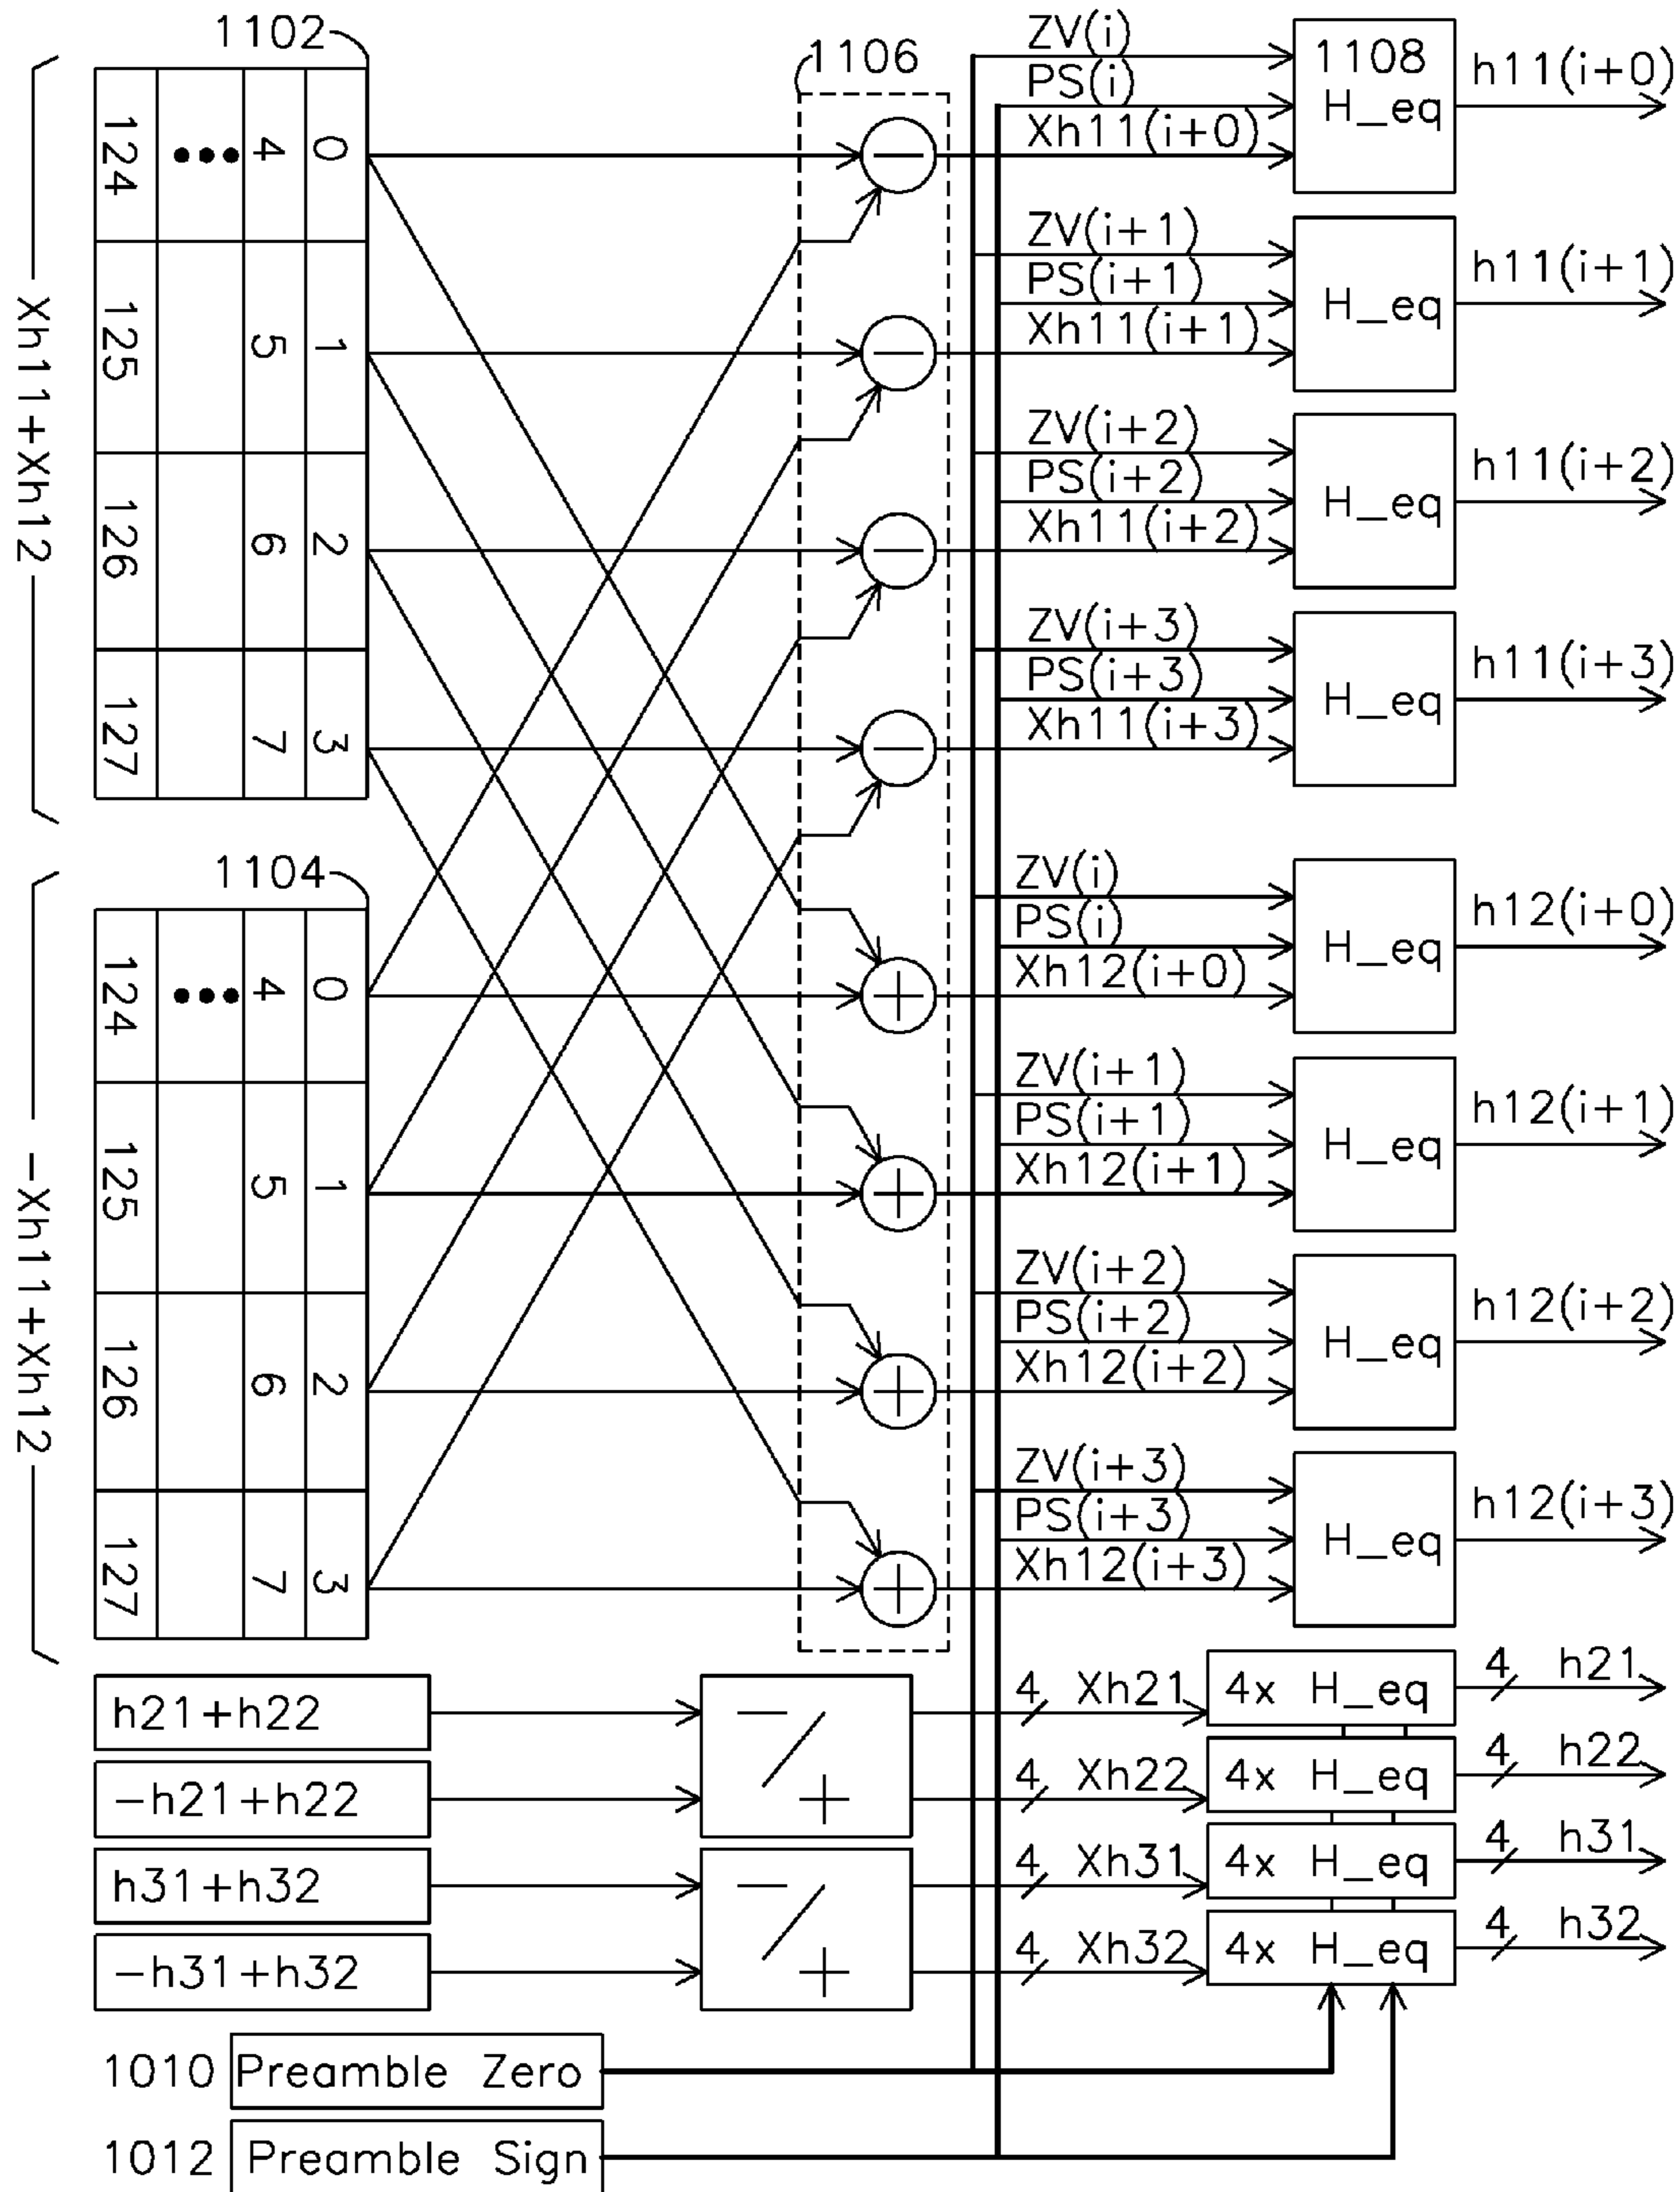 1102
124 ••• 4 0
125 5 1
126 6 2
127 7 3
Xh11+Xh12
1104
124 ••• 4 0
125 5 1
126 6 2
127 7 3
-Xh11+Xh12
1106
ZV(i)
PS(i)
Xh11(i+0)
1108
H_eq
h11(i+0)
ZV(i+1)
PS(i+1)
Xh11(i+1)
H_eq
h11(i+1)
ZV(i+2)
PS(i+2)
Xh11(i+2)
H_eq
h11(i+2)
ZV(i+3)
PS(i+3)
Xh11(i+3)
H_eq
h11(i+3)
ZV(i)
PS(i)
Xh12(i+0)
H_eq
h12(i+0)
ZV(i+1)
PS(i+1)
Xh12(i+1)
H_eq
h12(i+1)
ZV(i+2)
PS(i+2)
Xh12(i+2)
H_eq
h12(i+2)
ZV(i+3)
PS(i+3)
Xh12(i+3)
H_eq
h12(i+3)
h21+h22
-h21+h22
−/+
4 Xh21
4x H_eq
4 h21
4 Xh22
4x H_eq
4 h22
h31+h32
-h31+h32
−/+
4 Xh31
4x H_eq
4 h31
4 Xh32
4x H_eq
4 h32
1010 Preamble Zero
1012 Preamble Sign